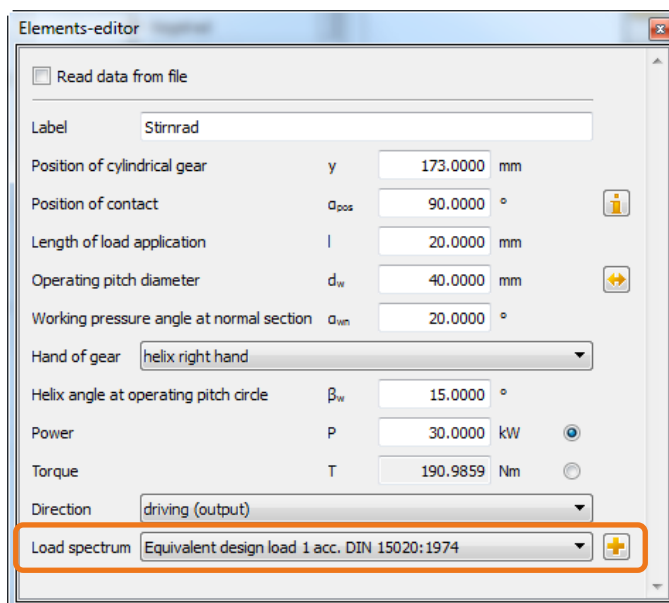 Elements-editor
Read data from file
Label Stirnrad
Position of cylindrical gear y 173.0000 mm
Position of contact αpos 90.0000 °
Length of load application l 20.0000 mm
Operating pitch diameter dw 40.0000 mm
Working pressure angle at normal section αwn 20.0000 °
Hand of gear helix right hand
Helix angle at operating pitch circle βw 15.0000 °
Power P 30.0000 kW
Torque T 190.9859 Nm
Direction driving (output)
Load spectrum Equivalent design load 1 acc. DIN 15020:1974